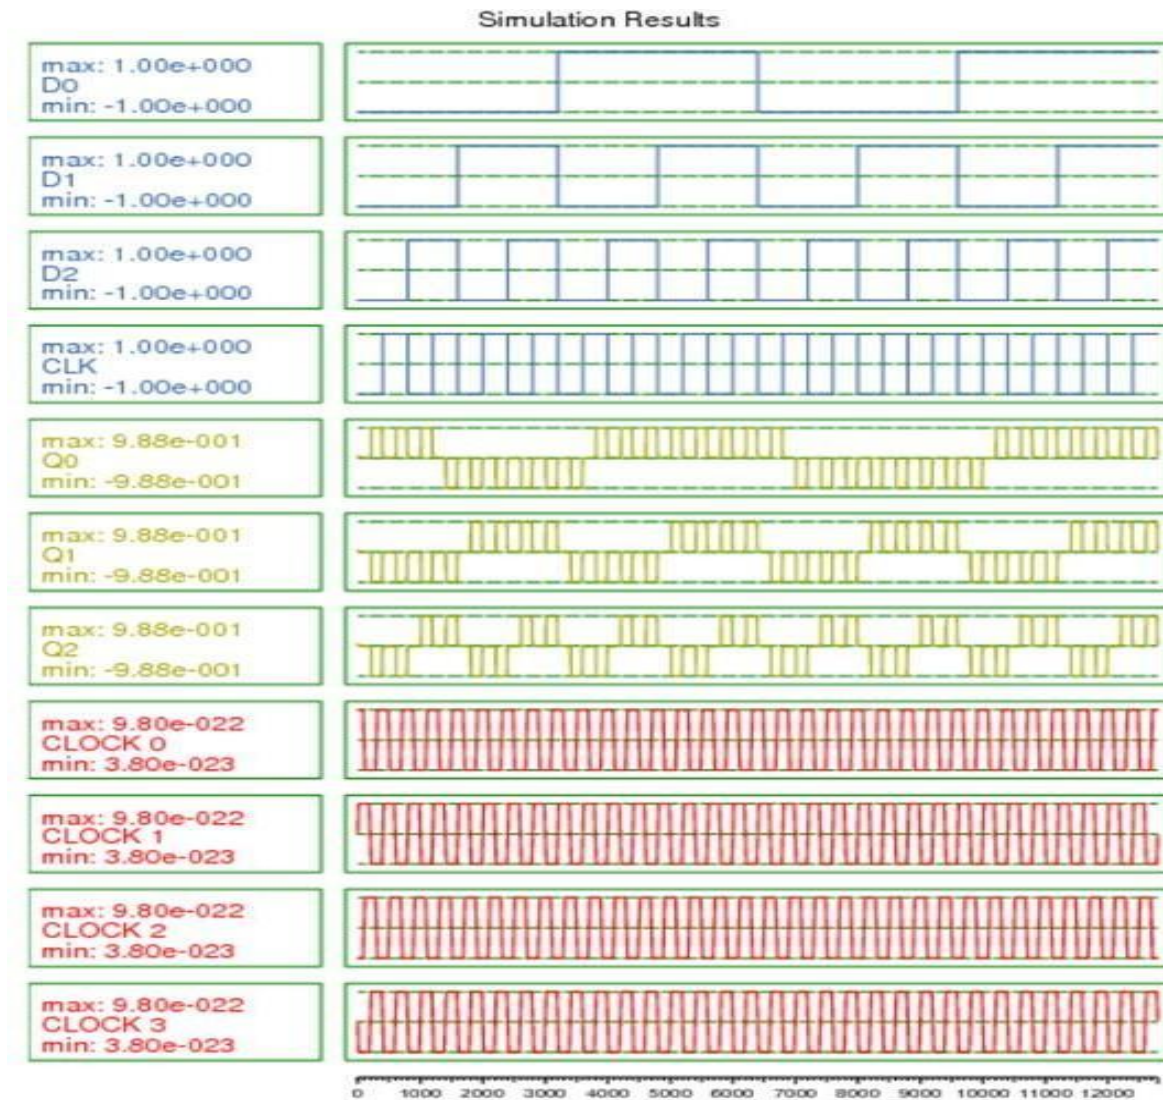 Simulation Results
max: 1.00e+000
D0
min: -1.00e+000
max: 1.00e+000
D1
min: -1.00e+000
max: 1.00e+000
D2
min: -1.00e+000
max: 1.00e+000
CLK
min: -1.00e+000
max: 9.88e-001
Q0
min: -9.88e-001
max: 9.88e-001
Q1
min: -9.88e-001
max: 9.88e-001
Q2
min: -9.88e-001
max: 9.80e-022
CLOCK 0
min: 3.80e-023
max: 9.80e-022
CLOCK 1
min: 3.80e-023
max: 9.80e-022
CLOCK 2
min: 3.80e-023
max: 9.80e-022
CLOCK 3
min: 3.80e-023
0 1000 2000 3000 4000 5000 6000 7000 8000 9000 10000 11000 12000